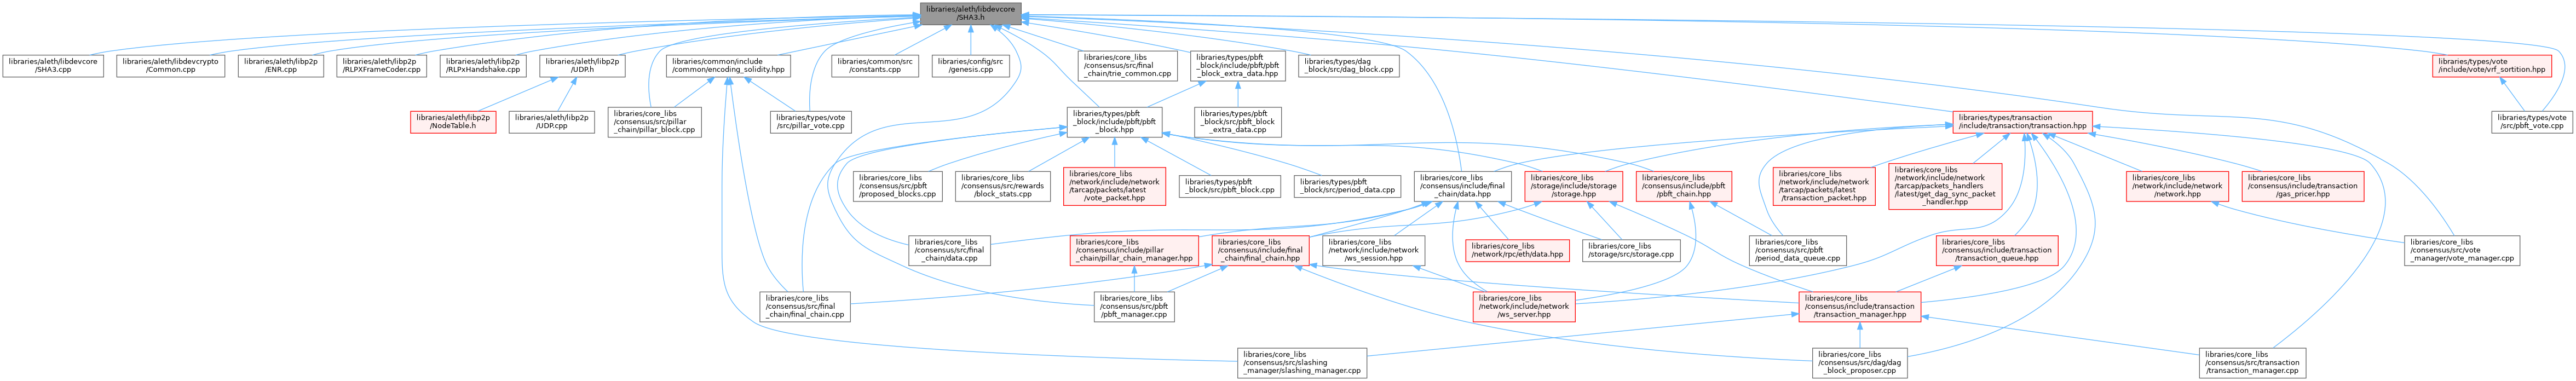 libraries/aleth/libdevcore
/SHA3.h
libraries/aleth/libdevcore
/SHA3.cpp
libraries/aleth/libdevcrypto
/Common.cpp
libraries/aleth/libp2p
/ENR.cpp
libraries/aleth/libp2p
/RLPXFrameCoder.cpp
libraries/aleth/libp2p
/RLPxHandshake.cpp
libraries/aleth/libp2p
/UDP.h
libraries/common/include
/common/encoding_solidity.hpp
libraries/common/src
/constants.cpp
libraries/config/src
/genesis.cpp
libraries/core_libs
/consensus/src/final
_chain/trie_common.cpp
libraries/types/pbft
_block/include/pbft/pbft
_block_extra_data.hpp
libraries/types/dag
_block/src/dag_block.cpp
libraries/types/vote
/include/vote/vrf_sortition.hpp
libraries/aleth/libp2p
/NodeTable.h
libraries/aleth/libp2p
/UDP.cpp
libraries/core_libs
/consensus/src/pillar
_chain/pillar_block.cpp
libraries/types/vote
/src/pillar_vote.cpp
libraries/types/pbft
_block/include/pbft/pbft
_block.hpp
libraries/types/pbft
_block/src/pbft_block
_extra_data.cpp
libraries/types/transaction
/include/transaction/transaction.hpp
libraries/types/vote
/src/pbft_vote.cpp
libraries/core_libs
/consensus/src/pbft
/proposed_blocks.cpp
libraries/core_libs
/consensus/src/rewards
/block_stats.cpp
libraries/core_libs
/network/include/network
/tarcap/packets/latest
/vote_packet.hpp
libraries/types/pbft
_block/src/pbft_block.cpp
libraries/types/pbft
_block/src/period_data.cpp
libraries/core_libs
/consensus/include/final
_chain/data.hpp
libraries/core_libs
/storage/include/storage
/storage.hpp
libraries/core_libs
/consensus/include/pbft
/pbft_chain.hpp
libraries/core_libs
/network/include/network
/tarcap/packets/latest
/transaction_packet.hpp
libraries/core_libs
/network/include/network
/tarcap/packets_handlers
/latest/get_dag_sync_packet
_handler.hpp
libraries/core_libs
/network/include/network
/network.hpp
libraries/core_libs
/consensus/include/transaction
/gas_pricer.hpp
libraries/core_libs
/consensus/src/final
_chain/data.cpp
libraries/core_libs
/consensus/include/pillar
_chain/pillar_chain_manager.hpp
libraries/core_libs
/consensus/include/final
_chain/final_chain.hpp
libraries/core_libs
/network/include/network
/ws_session.hpp
libraries/core_libs
/network/rpc/eth/data.hpp
libraries/core_libs
/storage/src/storage.cpp
libraries/core_libs
/consensus/src/pbft
/period_data_queue.cpp
libraries/core_libs
/consensus/include/transaction
/transaction_queue.hpp
libraries/core_libs
/consensus/src/vote
_manager/vote_manager.cpp
libraries/core_libs
/consensus/src/final
_chain/final_chain.cpp
libraries/core_libs
/consensus/src/pbft
/pbft_manager.cpp
libraries/core_libs
/network/include/network
/ws_server.hpp
libraries/core_libs
/consensus/include/transaction
/transaction_manager.hpp
libraries/core_libs
/consensus/src/slashing
_manager/slashing_manager.cpp
libraries/core_libs
/consensus/src/dag/dag
_block_proposer.cpp
libraries/core_libs
/consensus/src/transaction
/transaction_manager.cpp